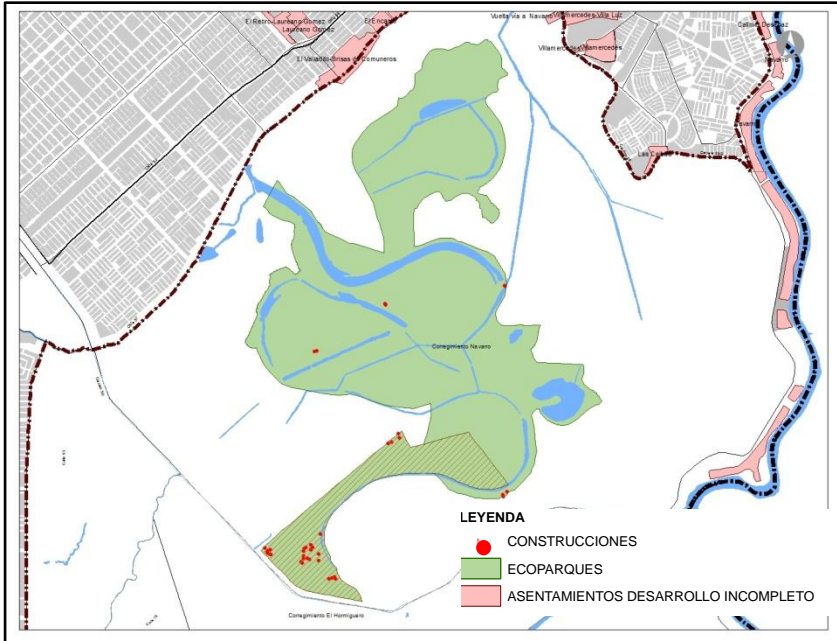 El Retiro-Laureano Gomez
Laureano Gomez
El Encanto
El Valladito-Brisas de Comuneros
Vuelta via a Navarro
Villamercedes-Villa Luz
Villamercedes
Villamercedes
Navarro
Corregimiento Navarro
Corregimiento El Hormiguero
LEYENDA
CONSTRUCCIONES
ECOPARQUES
ASENTAMIENTOS DESARROLLO INCOMPLETO